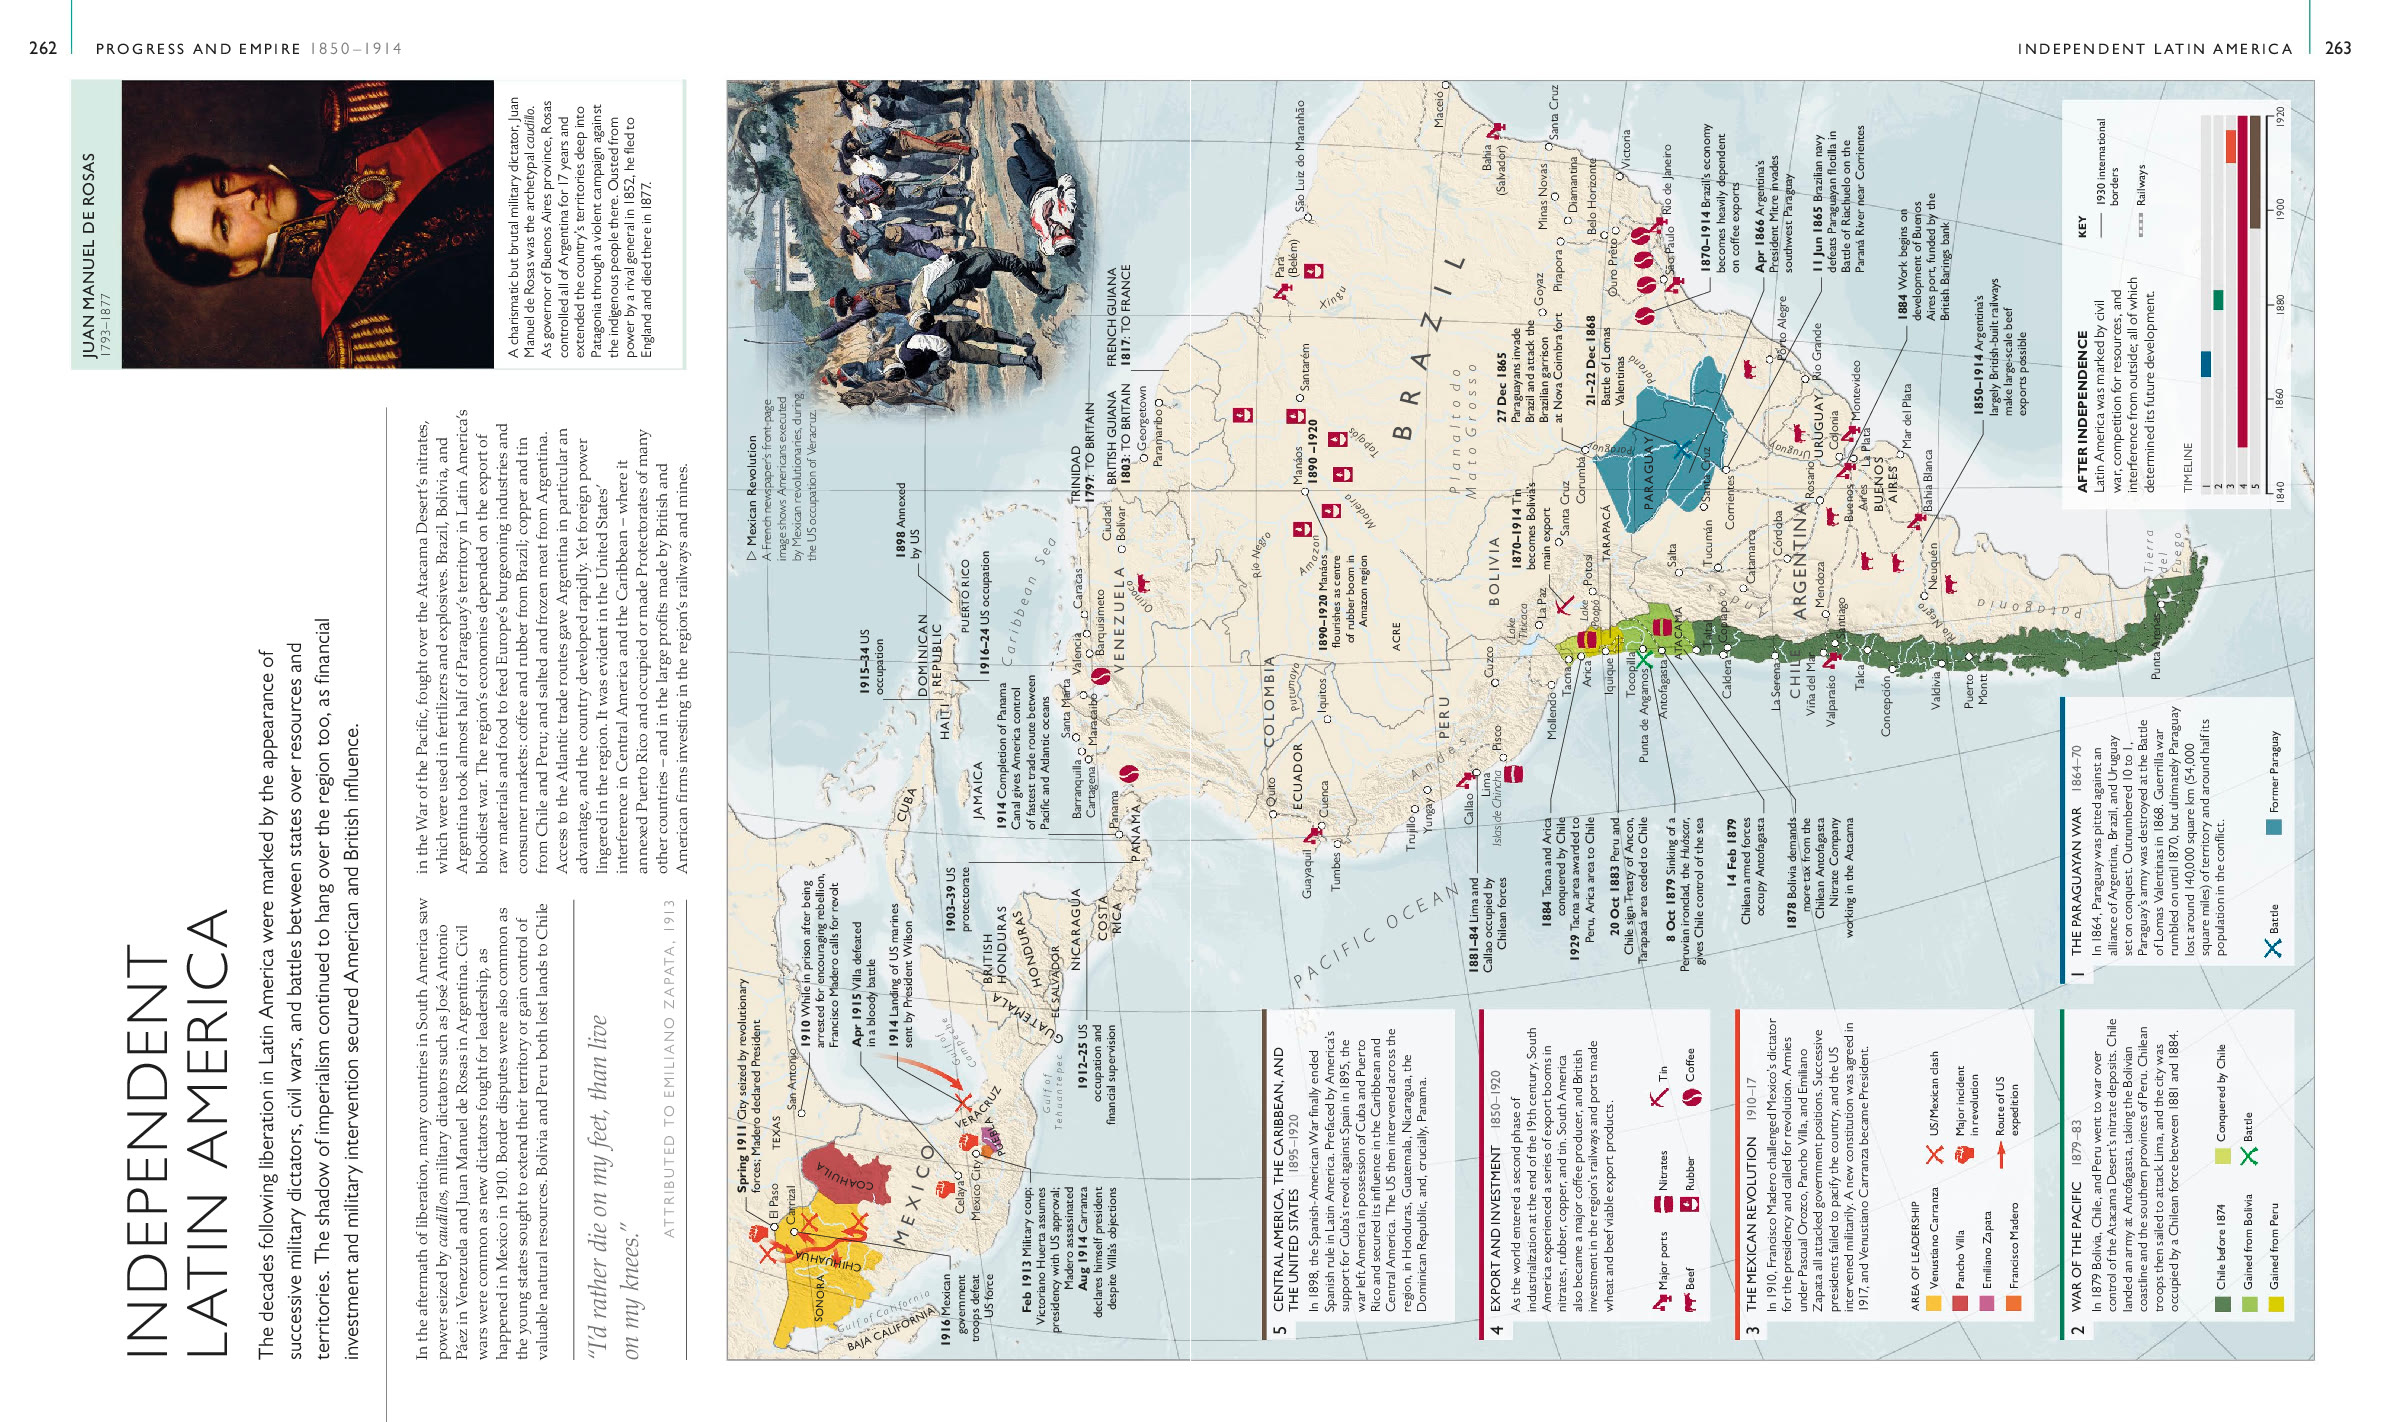 262
PROGRESS AND EMPIRE 1850–1914
INDEPENDENT LATIN AMERICA
263
INDEPENDENT
LATIN AMERICA
The decades following liberation in Latin America were marked by the appearance of
successive military dictators, civil wars, and battles between states over resources and
territories. The shadow of imperialism continued to hang over the region too, as financial
investment and military intervention secured American and British influence.
In the aftermath of liberation, many countries in South America saw
power seized by caudillos, military dictators such as José Antonio
Páez in Venezuela and Juan Manuel de Rosas in Argentina. Civil
wars were common as new dictators fought for leadership, as
happened in Mexico in 1910. Border disputes were also common as
the young states sought to extend their territory or gain control of
valuable natural resources. Bolivia and Peru both lost lands to Chile
in the War of the Pacific, fought over the Atacama Desert's nitrates,
which were used in fertilizers and explosives. Brazil, Bolivia, and
Argentina took almost half of Paraguay's territory in Latin America's
bloodiest war. The region's economies depended on the export of
raw materials and food to feed Europe's burgeoning industries and
consumer markets: coffee and rubber from Brazil; copper and tin
from Chile and Peru; and salted and frozen meat from Argentina.
Access to the Atlantic trade routes gave Argentina in particular an
advantage, and the country developed rapidly. Yet foreign power
lingered in the region. It was evident in the United States'
interference in Central America and the Caribbean – where it
annexed Puerto Rico and occupied or made Protectorates of many
other countries – and in the large profits made by British and
American firms investing in the region's railways and mines.
"I'd rather die on my feet, than live
on my knees."
ATTRIBUTED TO EMILIANO ZAPATA, 1913
JUAN MANUEL DE ROSAS
1793–1877
A charismatic but brutal military dictator, Juan
Manuel de Rosas was the archetypal caudillo.
As governor of Buenos Aires province, Rosas
controlled all of Argentina for 17 years and
extended the country's territories deep into
Patagonia through a violent campaign against
the indigenous people there. Ousted from
power by a rival general in 1852, he fled to
England and died there in 1877.
▷ Mexican Revolution
A French newspaper's front-page
image shows Americans executed
by Mexican revolutionaries, during
the US occupation of Veracruz.
Spring 1911 City seized by revolutionary
forces; Madero declared President
1910 While in prison after being
arrested for encouraging rebellion,
Francisco Madero calls for revolt
Apr 1915 Villa defeated
in a bloody battle
1914 Landing of US marines
sent by President Wilson
1903–39 US
protectorate
1912–25 US
occupation and
financial supervision
1916 Mexican
government
troops defeat
US force
Feb 1913 Military coup;
Victoriano Huerta assumes
presidency with US approval;
Madero assassinated
Aug 1914 Carranza
declares himself president
despite Villa's objections
TEXAS
San Antonio
El Paso
Carrizal
COAHUILA
CHIHUAHUA
SONORA
Gulf of California
BAJA CALIFORNIA
MEXICO
Celaya
Mexico City
PUEBLA
VERACRUZ
Gulf of
Campeche
Gulf of
Tehuantepec
BRITISH
HONDURAS
GUATEMALA
HONDURAS
EL SALVADOR
NICARAGUA
COSTA
RICA
PANAMA
Panama
CUBA
JAMAICA
HAITI
DOMINICAN
REPUBLIC
PUERTO RICO
Caribbean Sea
1898 Annexed
by US
1915–34 US
occupation
1916–24 US occupation
1914 Completion of Panama
Canal gives America control
of fastest trade route between
Pacific and Atlantic oceans
TRINIDAD
1797: TO BRITAIN
BRITISH GUIANA
1803: TO BRITAIN
FRENCH GUIANA
1817: TO FRANCE
Georgetown
Paramaribo
Barranquilla
Cartagena
Santa Marta
Maracaibo
Valencia
Caracas
Barquisimeto
Ciudad
Bolívar
VENEZUELA
Orinoco
COLOMBIA
Putumayo
Quito
ECUADOR
Guayaquil
Cuenca
Tumbes
Iquitos
Rio Negro
Amazon
Manáos
1890–1920
1890–1920 Manáos
flourishes as centre
of rubber boom in
Amazon region
Madeira
Tapajós
Xingu
Santarém
Pará
(Belém)
São Luiz do Maranhão
Maceió
ACRE
PERU
Andes
Trujillo
Yungay
Callao
Lima
Islas de Chincha
Pisco
Cuzco
Mollendo
BRAZIL
Planalto do
Mato Grosso
Bahia
(Salvador)
Santa Cruz
Minas Novas
Diamantina
Belo Horizonte
Pirapora
Goyaz
Ouro Prêto
Victoria
Rio de Janeiro
São Paulo
PACIFIC OCEAN
BOLIVIA
Lake
Titicaca
La Paz
Lake
Poopó
Potosí
Santa Cruz
Corumbá
TARAPACÁ
Tacna
Arica
Iquique
Tocopilla
Punta de Angamos
Antofagasta
ATACAMA
1870–1914 Tin
becomes Bolivia's
main export
27 Dec 1865
Paraguayans invade
Brazil and attack the
Brazilian garrison
at Nova Coimbra fort
21–22 Dec 1868
Battle of Lomas
Valentinas
1870–1914 Brazil's economy
becomes heavily dependent
on coffee exports
Apr 1866 Argentina's
President Mitre invades
southwest Paraguay
11 Jun 1865 Brazilian navy
defeats Paraguayan flotilla in
Battle of Riachuelo on the
Paraná River near Corrientes
1884 Work begins on
development of Buenos
Aires port, funded by the
British Barings bank
1850–1914 Argentina's
largely British-built railways
make large-scale beef
exports possible
1881–84 Lima and
Callao occupied by
Chilean forces
1884 Tacna and Arica
conquered by Chile
1929 Tacna area awarded to
Peru, Arica area to Chile
20 Oct 1883 Peru and
Chile sign Treaty of Ancon,
Tarapacá area ceded to Chile
8 Oct 1879 Sinking of a
Peruvian irondad, the Huáscar,
gives Chile control of the sea
14 Feb 1879
Chilean armed forces
occupy Antofagasta
1878 Bolivia demands
more tax from the
Chilean Antofagasta
Nitrate Company
working in the Atacama
PARAGUAY
Paraguay
Paraná
Santa Cruz
Corrientes
Salta
Tucumán
Catamarca
Córdoba
ARGENTINA
Andes
Mendoza
Rosario
URUGUAY
Uruguay
Colonia
Montevideo
Buenos
Aires
La Plata
BUENOS
AIRES
Mar del Plata
Bahia Blanca
Neuquén
Rio Negro
Patagonia
Porto Alegre
Rio Grande
Taltal
Copiapó
Caldera
La Serena
CHILE
Viña del Mar
Valparaíso
Santiago
Talca
Concepción
Valdivia
Puerto
Montt
Punta Arenas
Tierra
del
Fuego
5
CENTRAL AMERICA, THE CARIBBEAN, AND
THE UNITED STATES 1895–1920
In 1898, the Spanish–American War finally ended
Spanish rule in Latin America. Prefaced by America's
support for Cuba's revolt against Spain in 1895, the
war left America in possession of Cuba and Puerto
Rico and secured its influence in the Caribbean and
Central America. The US then intervened across the
region, in Honduras, Guatemala, Nicaragua, the
Dominican Republic, and, crucially, Panama.
4
EXPORT AND INVESTMENT 1850–1920
As the world entered a second phase of
industrialization at the end of the 19th century, South
America experienced a series of export booms in
nitrates, rubber, copper, and tin. South America
also became a major coffee producer, and British
investment in the region's railways and ports made
wheat and beef viable export products.
Major ports
Nitrates
Tin
Beef
Rubber
Coffee
3
THE MEXICAN REVOLUTION 1910–17
In 1910, Francisco Madero challenged Mexico's dictator
for the presidency and called for revolution. Armies
under Pascual Orozco, Pancho Villa, and Emiliano
Zapata all attacked government positions. Successive
presidents failed to pacify the country, and the US
intervened militarily. A new constitution was agreed in
1917, and Venustiano Carranza became President.
AREA OF LEADERSHIP
Venustiano Carranza
Pancho Villa
Emiliano Zapata
Francisco Madero
US/Mexican clash
Major incident
in revolution
Route of US
expedition
2
WAR OF THE PACIFIC 1879–83
In 1879 Bolivia, Chile, and Peru went to war over
control of the Atacama Desert's nitrate deposits. Chile
landed an army at Antofagasta, taking the Bolivian
coastline and the southern provinces of Peru. Chilean
troops then sailed to attack Lima, and the city was
occupied by a Chilean force between 1881 and 1884.
Chile before 1874
Gained from Bolivia
Gained from Peru
Conquered by Chile
Battle
1
THE PARAGUAYAN WAR 1864–70
In 1864, Paraguay was pitted against an
alliance of Argentina, Brazil, and Uruguay
set on conquest. Outnumbered 10 to 1,
Paraguay's army was destroyed at the Battle
of Lomas Valentinas in 1868. Guerrilla war
rumbled on until 1870, but ultimately Paraguay
lost around 140,000 square km (54,000
square miles) of territory and around half its
population in the conflict.
Battle
Former Paraguay
AFTER INDEPENDENCE
Latin America was marked by civil
war, competition for resources, and
interference from outside; all of which
determined its future development.
KEY
1930 international
borders
Railways
TIMELINE
1
2
3
4
5
1840
1860
1880
1900
1920